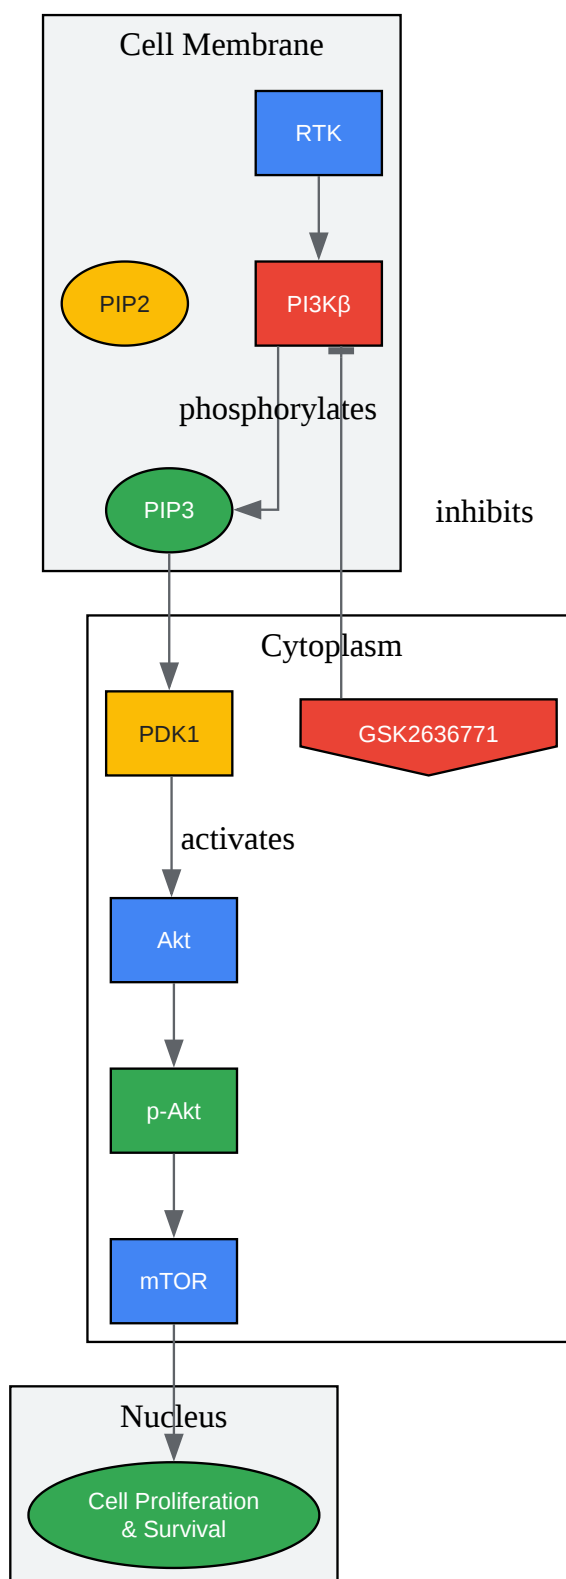 Cell Membrane
RTK
PIP2
PI3Kβ
phosphorylates
PIP3
inhibits
Cytoplasm
PDK1
GSK2636771
activates
Akt
p-Akt
mTOR
Nucleus
Cell Proliferation
& Survival